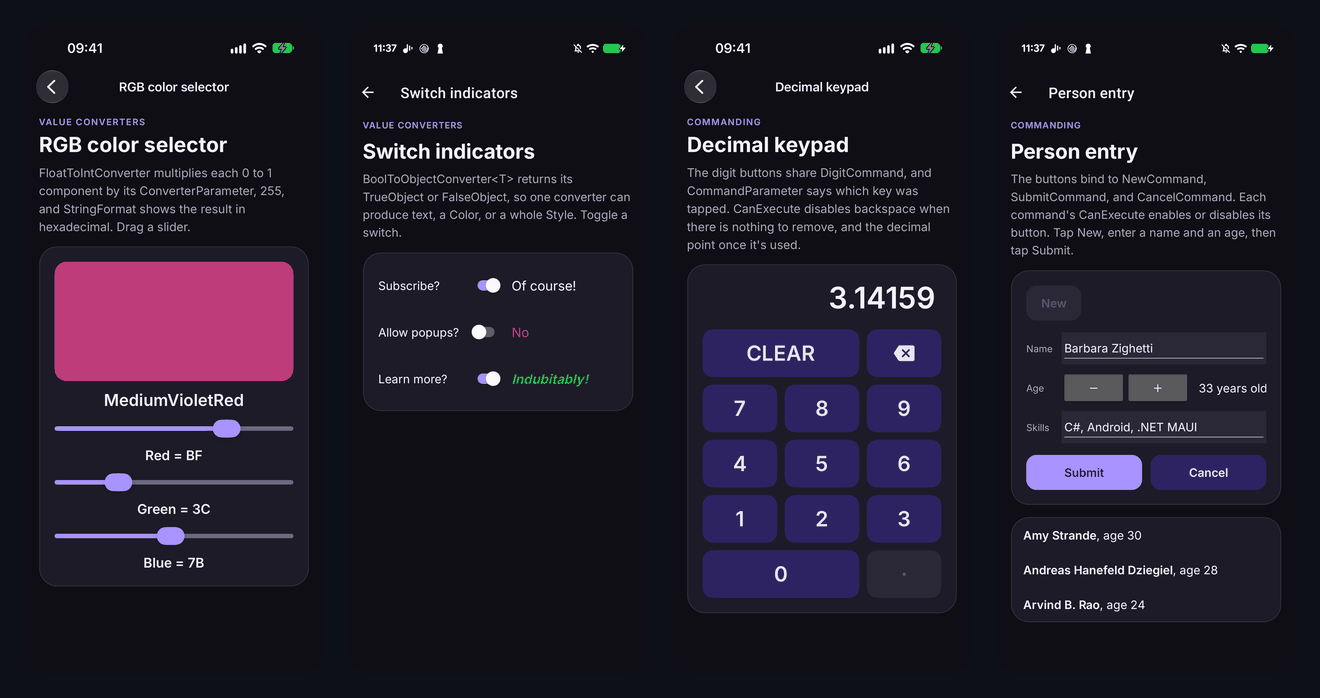 09:41
RGB color selector
VALUE CONVERTERS
RGB color selector
FloatToIntConverter multiplies each 0 to 1
component by its ConverterParameter, 255,
and StringFormat shows the result in
hexadecimal. Drag a slider.
MediumVioletRed
Red = BF
Green = 3C
Blue = 7B
11:37
Switch indicators
VALUE CONVERTERS
Switch indicators
BoolToObjectConverter<T> returns its
TrueObject or FalseObject, so one converter can
produce text, a Color, or a whole Style. Toggle a
switch.
Subscribe? Of course!
Allow popups? No
Learn more? Indubitably!
09:41
Decimal keypad
COMMANDING
Decimal keypad
The digit buttons share DigitCommand, and
CommandParameter says which key was
tapped. CanExecute disables backspace when
there is nothing to remove, and the decimal
point once it's used.
3.14159
CLEAR
7 8 9
4 5 6
1 2 3
0 ·
11:37
Person entry
COMMANDING
Person entry
The buttons bind to NewCommand,
SubmitCommand, and CancelCommand. Each
command's CanExecute enables or disables its
button. Tap New, enter a name and an age, then
tap Submit.
New
Name Barbara Zighetti
Age − + 33 years old
Skills C#, Android, .NET MAUI
Submit Cancel
Amy Strande, age 30
Andreas Hanefeld Dziegiel, age 28
Arvind B. Rao, age 24